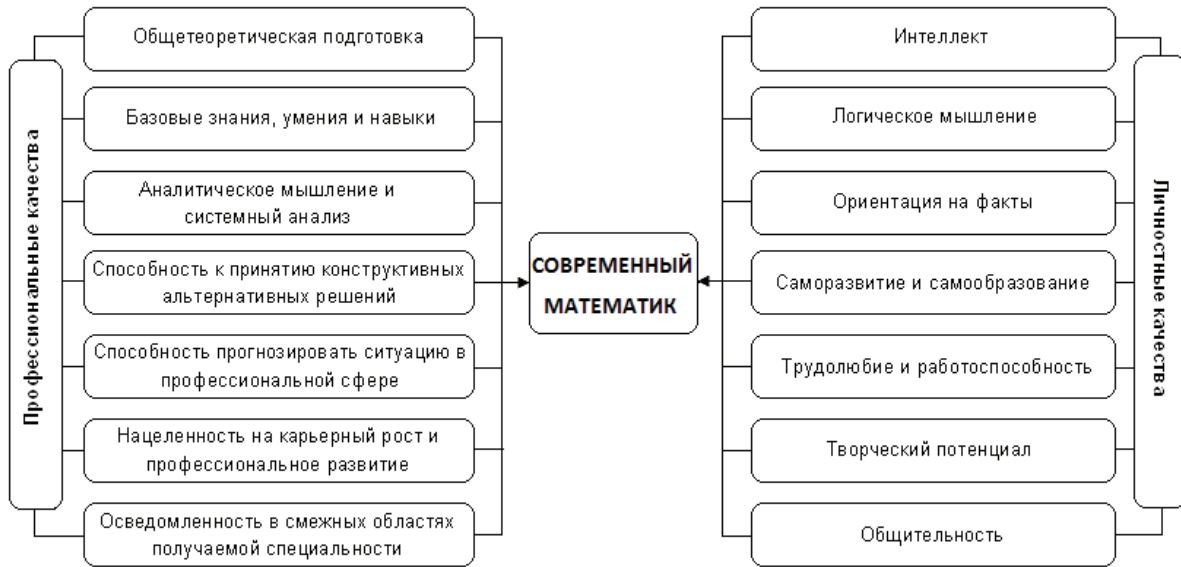 Профессиональные качества
Общетеоретическая подготовка
Базовые знания, умения и навыки
Аналитическое мышление и
системный анализ
Способность к принятию конструктивных
альтернативных решений
Способность прогнозировать ситуацию в
профессиональной сфере
Нацеленность на карьерный рост и
профессиональное развитие
Осведомленность в смежных областях
получаемой специальности
СОВРЕМЕННЫЙ
МАТЕМАТИК
Интеллект
Логическое мышление
Ориентация на факты
Саморазвитие и самообразование
Трудолюбие и работоспособность
Творческий потенциал
Общительность
Личностные качества